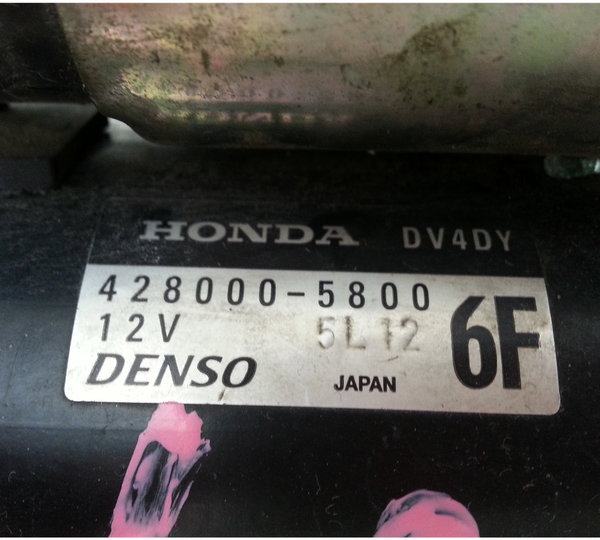 HONDA DV4DY
428000-5800
12V 5L12 6F
DENSO JAPAN